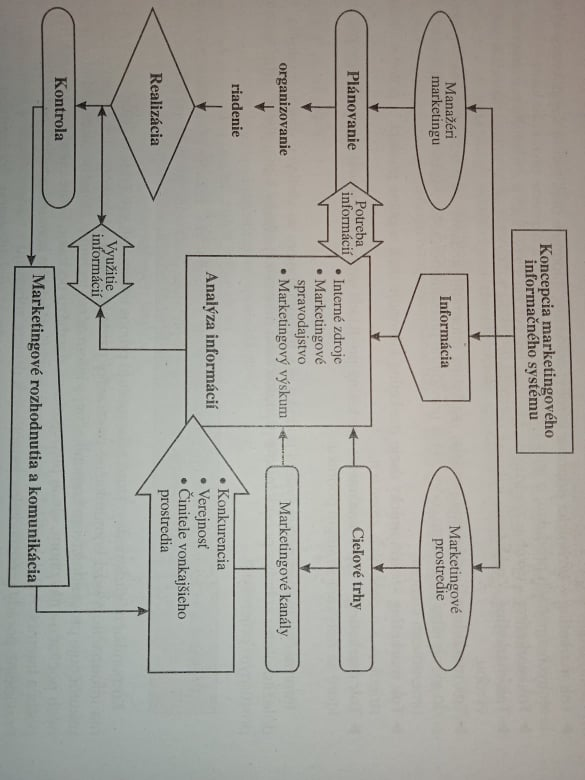 Koncepcia marketingového
informačného systému
Manažéri
marketingu
Informácia
Marketingové
prostredie
Plánovanie
Potreba
informácií
• Interné zdroje
• Marketingové
spravodajstvo
• Marketingový výskum
Analýza informácií
Cieľové trhy
organizovanie
riadenie
Marketingové kanály
Realizácia
Využitie
informácií
• Konkurencia
• Verejnosť
• Činitele vonkajšieho
prostredia
Kontrola
Marketingové rozhodnutia a komunikácia